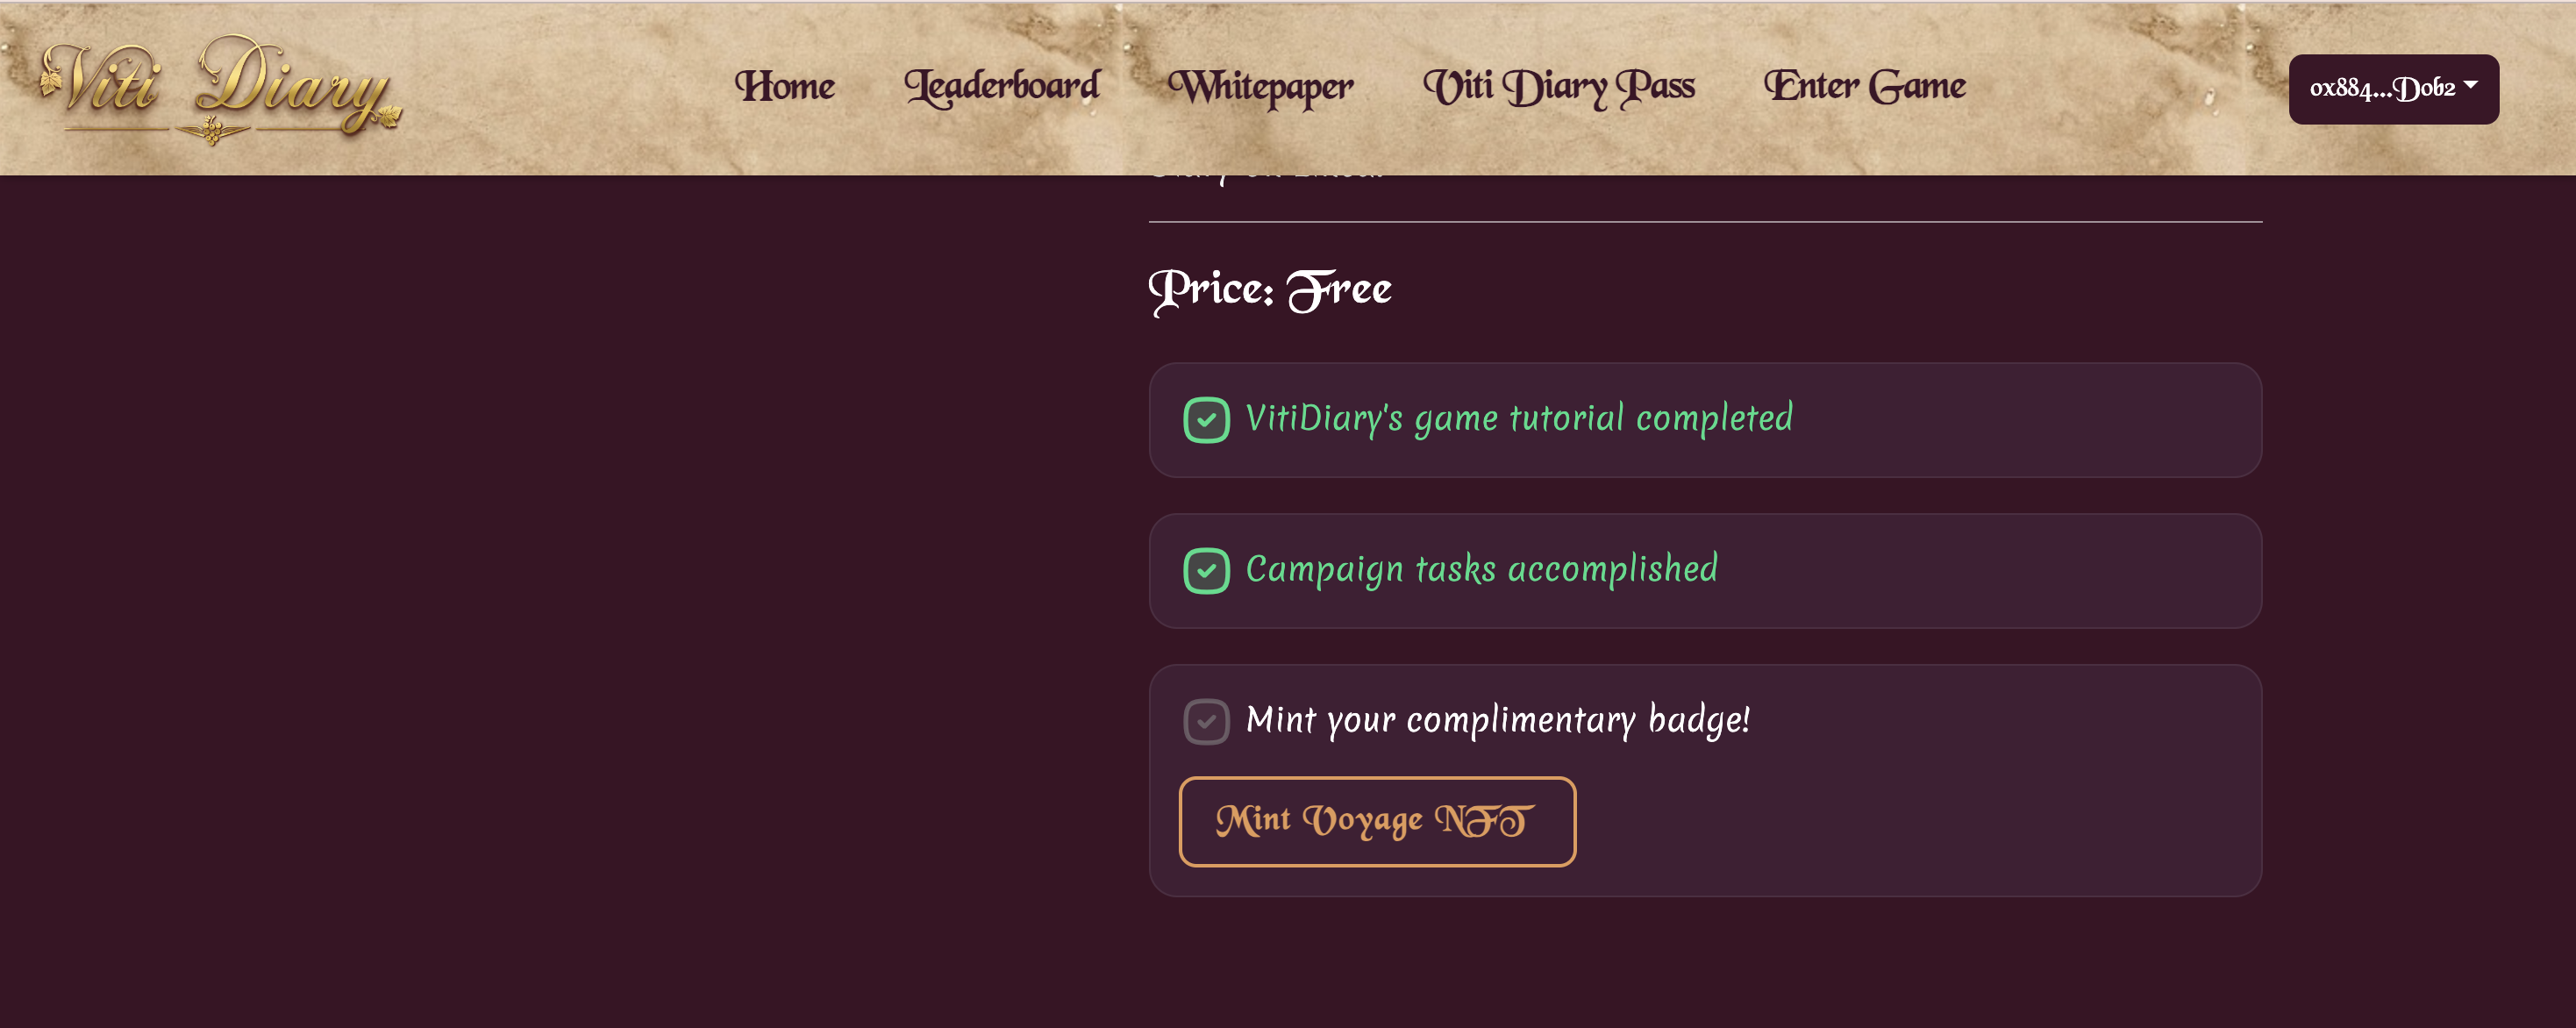 Viti Diary
Home
Leaderboard
Whitepaper
Viti Diary Pass
Enter Game
0x884...D0b2
Price: Free
VitiDiary's game tutorial completed
Campaign tasks accomplished
Mint your complimentary badge!
Mint Voyage NFT